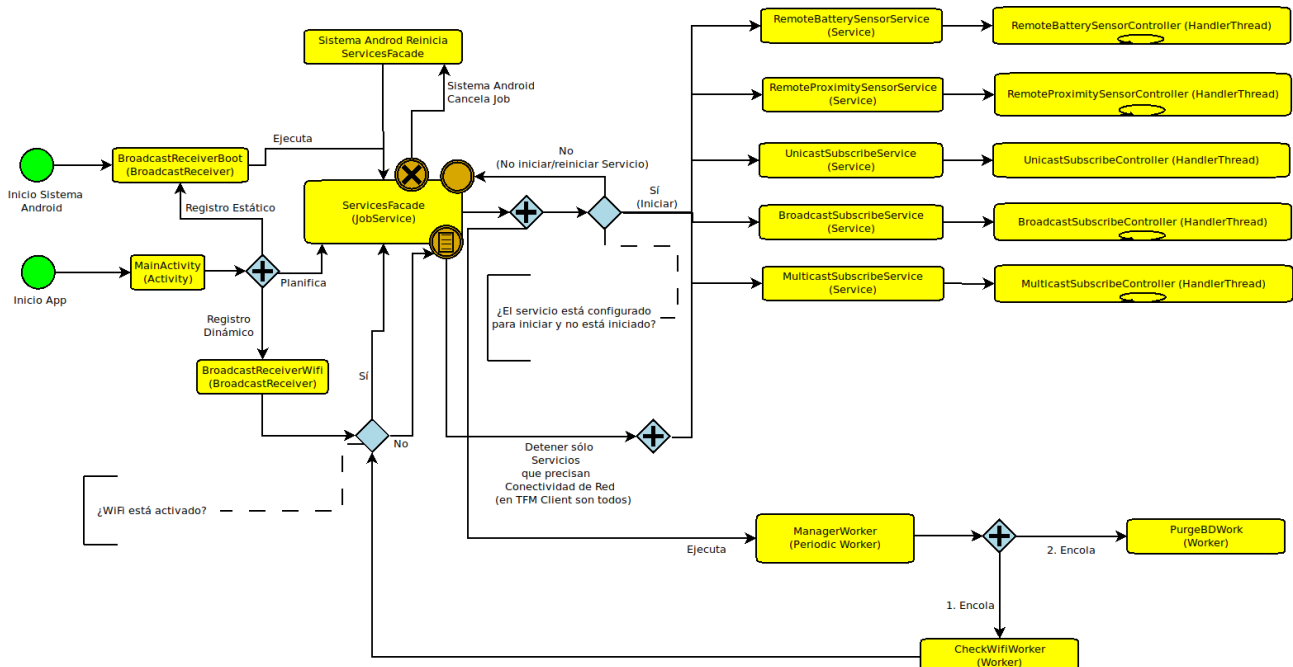 RemoteBatterySensorService
(Service)
RemoteBatterySensorController (HandlerThread)
Sistema Androd Reinicia
ServicesFacade
Sistema Android
Cancela Job
RemoteProximitySensorService
(Service)
RemoteProximitySensorController (HandlerThread)
Ejecuta
BroadcastReceiverBoot
(BroadcastReceiver)
Inicio Sistema
Android
No
(No iniciar/reiniciar Servicio)
UnicastSubscribeService
(Service)
UnicastSubscribeController (HandlerThread)
Sí
(Iniciar)
ServicesFacade
(JobService)
Registro Estático
BroadcastSubscribeService
(Service)
BroadcastSubscribeController (HandlerThread)
MainActivity
(Activity)
Inicio App
Planifica
MulticastSubscribeService
(Service)
MulticastSubscribeController (HandlerThread)
¿El servicio está configurado
para iniciar y no está iniciado?
Registro
Dinámico
BroadcastReceiverWifi
(BroadcastReceiver)
Sí
No
Detener sólo
Servicios
que precisan
Conectividad de Red
(en TFM Client son todos)
¿WiFi está activado?
Ejecuta
ManagerWorker
(Periodic Worker)
2. Encola
PurgeBDWork
(Worker)
1. Encola
CheckWifiWorker
(Worker)